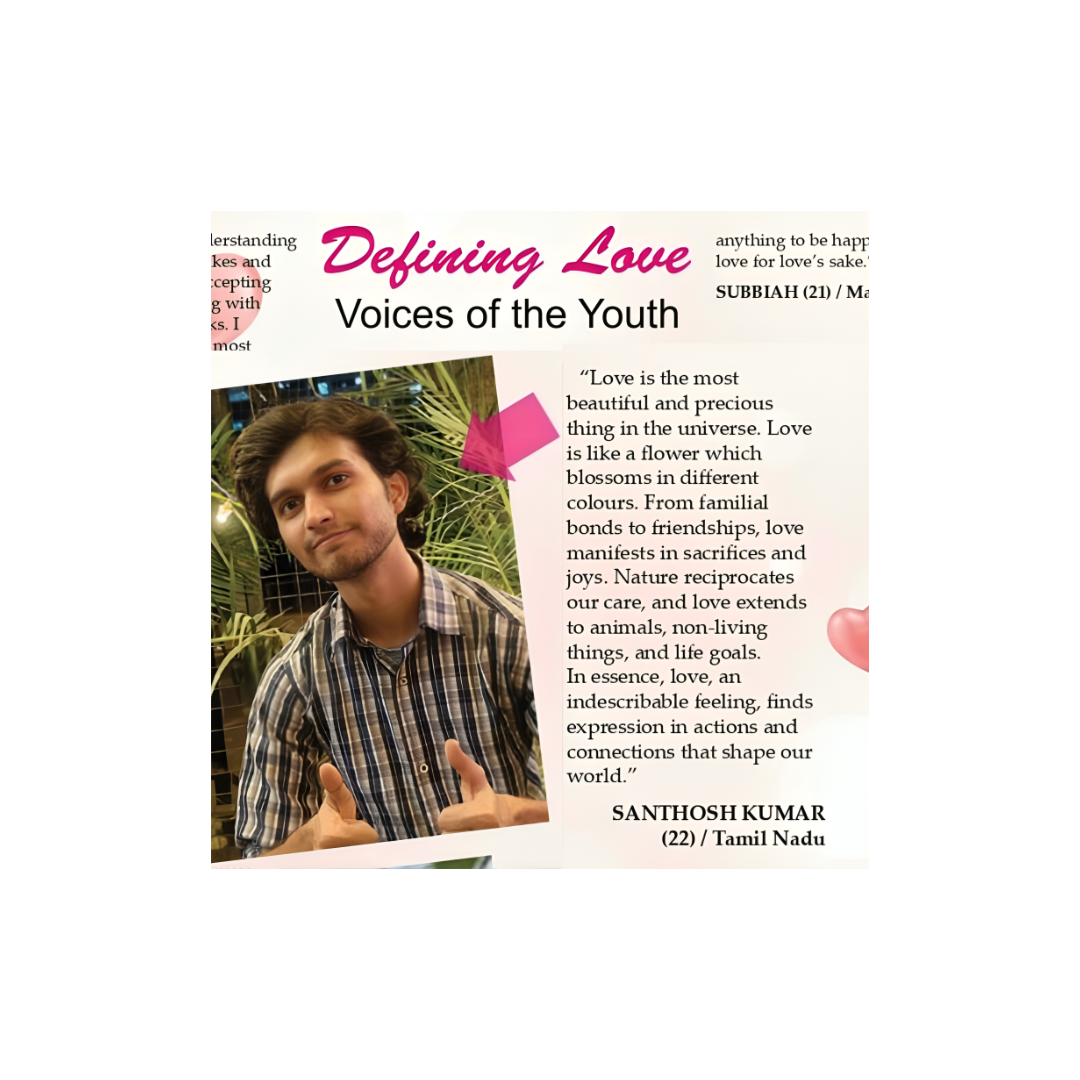 Defining Love
Voices of the Youth
kes and
g with
ks. I
most
anything to be
love for love's sake.
SUBBIAH (21) /
“Love is the most
beautiful and precious
thing in the universe. Love
is like a flower which
blossoms in different
colours. From familial
bonds to friendships, love
manifests in sacrifices and
joys. Nature reciprocates
our care, and love extends
to animals, non-living
things, and life goals.
In essence, love, an
indescribable feeling, finds
expression in actions and
connections that shape our
world.”
SANTHOSH KUMAR
(22) / Tamil Nadu